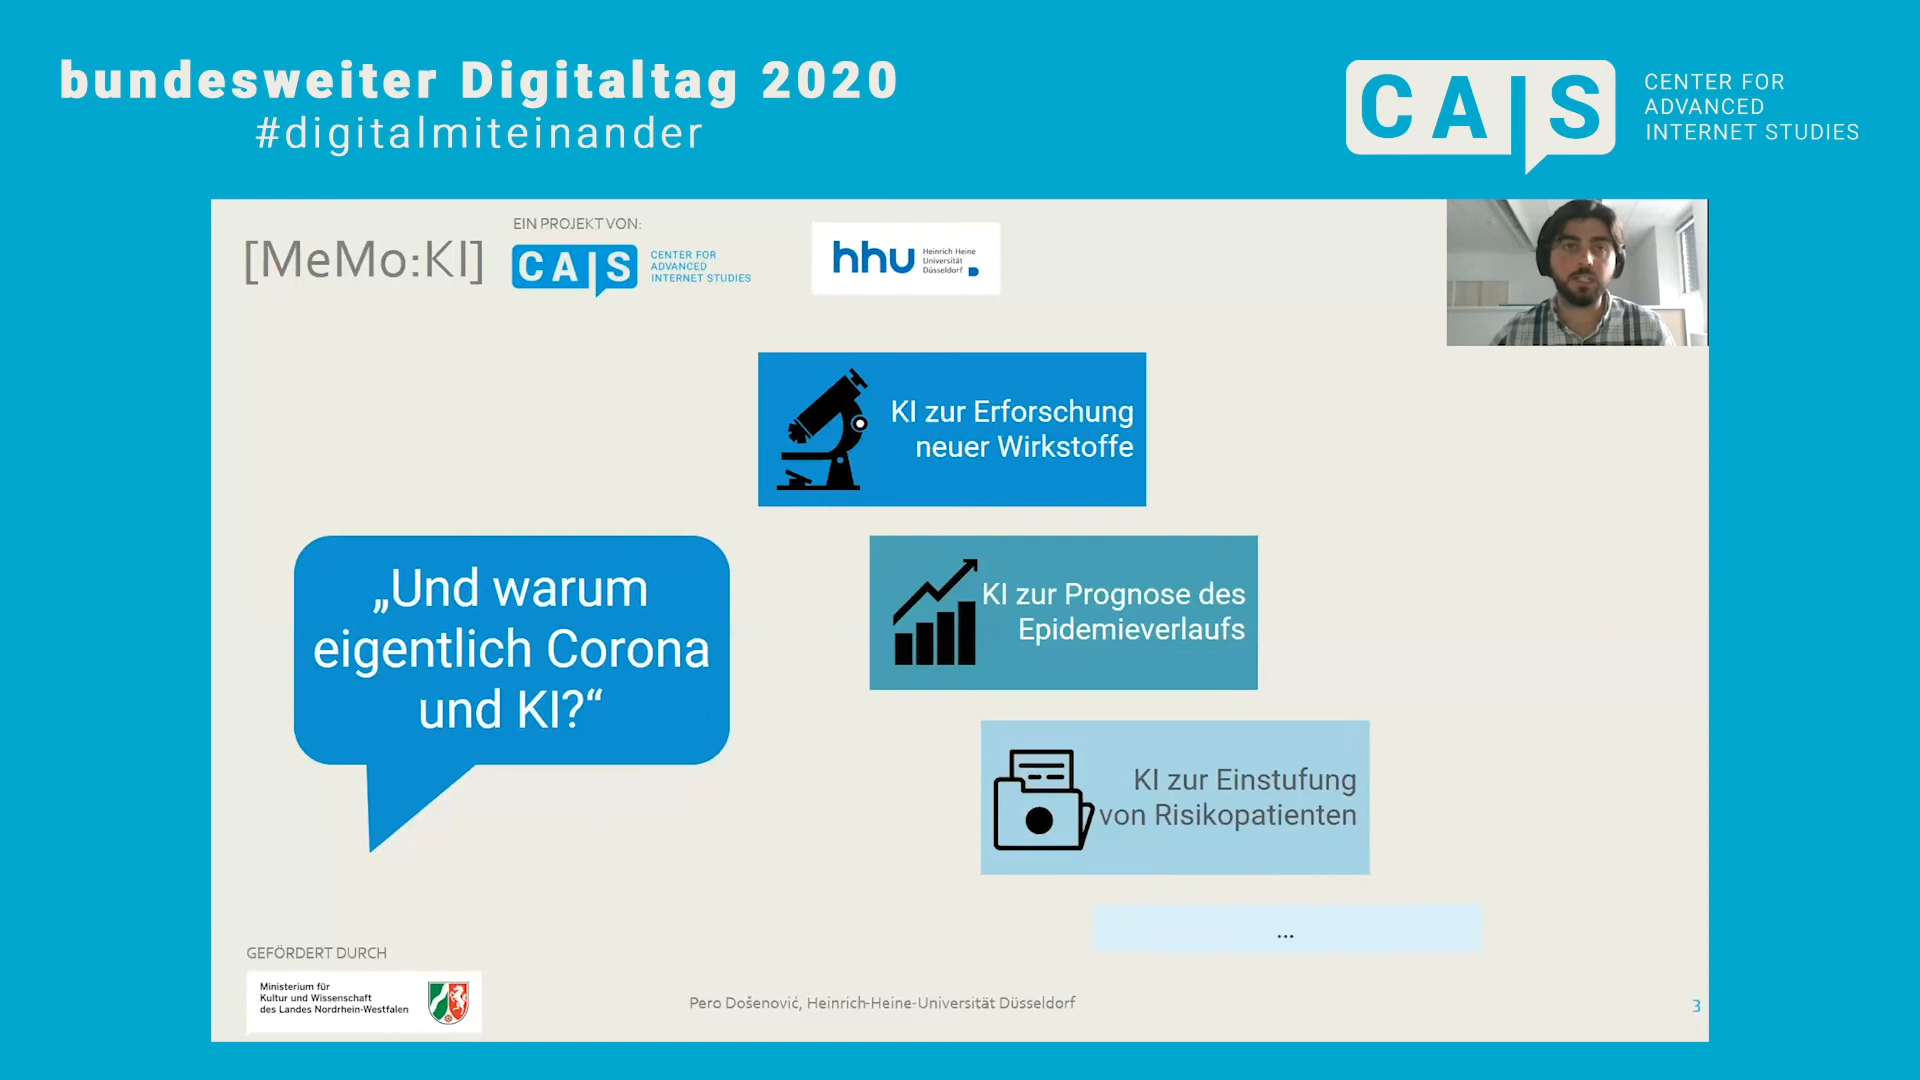 bundesweiter Digitaltag 2020
#digitalmiteinander
CAIS
CENTER FOR
ADVANCED
INTERNET STUDIES
[MeMo:KI]
EIN PROJEKT VON:
CAIS
CENTER FOR
ADVANCED
INTERNET STUDIES
hhu
Heinrich Heine
Universität
Düsseldorf
KI zur Erforschung
neuer Wirkstoffe
„Und warum
eigentlich Corona
und KI?“
KI zur Prognose des
Epidemieverlaufs
KI zur Einstufung
von Risikopatienten
...
GEFÖRDERT DURCH
Ministerium für
Kultur und Wissenschaft
des Landes Nordrhein-Westfalen
Pero Došenović, Heinrich-Heine-Universität Düsseldorf
3